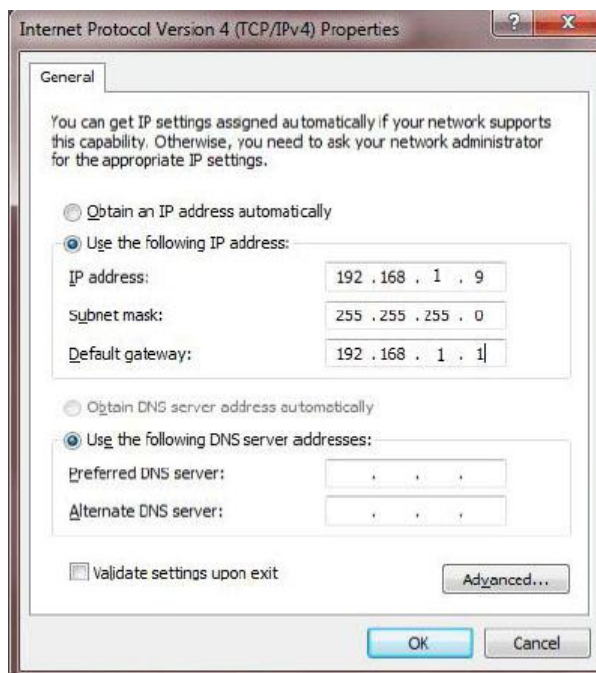 Internet Protocol Version 4 (TCP/IPv4) Properties
? X
General
You can get IP settings assigned automatically if your network supports
this capability. Otherwise, you need to ask your network administrator
for the appropriate IP settings.
Obtain an IP address automatically
Use the following IP address:
IP address: 192 . 168 . 1 . 9
Subnet mask: 255 . 255 . 255 . 0
Default gateway: 192 . 168 . 1 . 1
Obtain DNS server address automatically
Use the following DNS server addresses:
Preferred DNS server: . . .
Alternate DNS server: . . .
Validate settings upon exit
Advanced...
OK Cancel